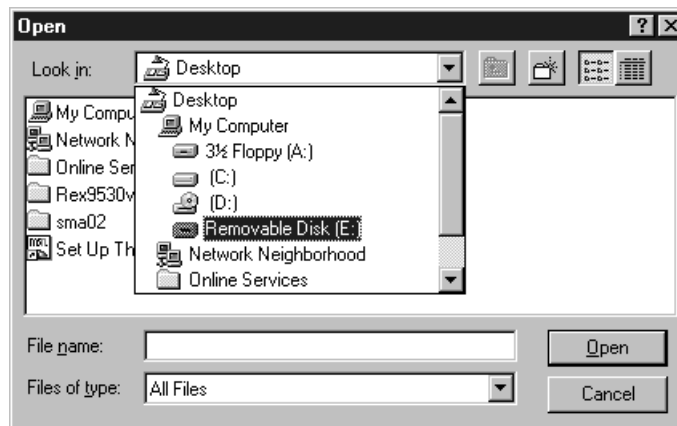 Open
Look in: Desktop
Desktop
My Computer
3½ Floppy (A:)
(C:)
(D:)
Removable Disk (E:
Network Neighborhood
Online Services
My Compu
Network N
Online Ser
Rex9530v
sma02
Set Up Th
File name:
Open
Files of type: All Files
Cancel